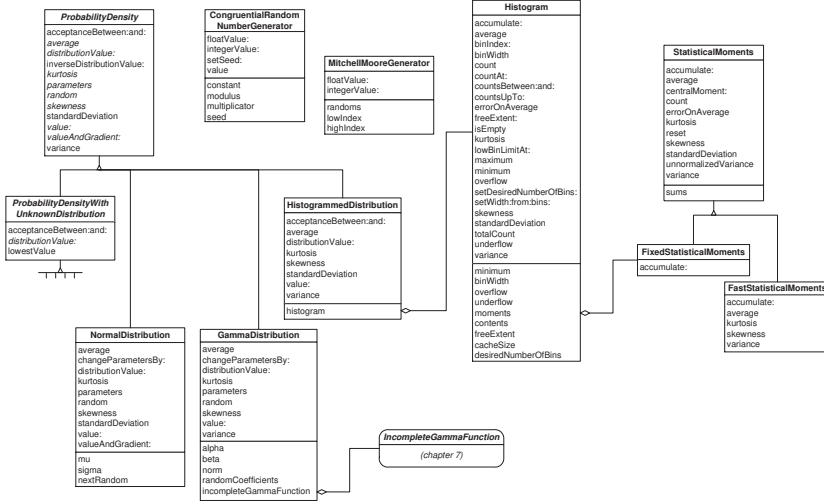 ProbabilityDensity
acceptanceBetween:and:
average
distributionValue:
inverseDistributionValue:
kurtosis
parameters
random
skewness
standardDeviation
value:
valueAndGradient:
variance
CongruentialRandom
NumberGenerator
floatValue:
integerValue:
setSeed:
value
constant
modulus
multiplicator
seed
MitchellMooreGenerator
floatValue:
integerValue:
randoms
lowIndex
highIndex
Histogram
accumulate:
average
binIndex:
binWidth
count
countAt:
countsBetween:and:
countsUpTo:
errorOnAverage
freeExtent:
isEmpty
kurtosis
lowBinLimitAt:
maximum
minimum
overflow
setDesiredNumberOfBins:
setWidth:from:bins:
skewness
standardDeviation
totalCount
underflow
variance
minimum
binWidth
overflow
underflow
moments
contents
freeExtent
cacheSize
desiredNumberOfBins
StatisticalMoments
accumulate:
average
centralMoment:
count
errorOnAverage
kurtosis
reset
skewness
standardDeviation
unnormalizedVariance
variance
sums
ProbabilityDensityWith
UnknownDistribution
acceptanceBetween:and:
distributionValue:
lowestValue
HistogrammedDistribution
acceptanceBetween:and:
average
distributionValue:
kurtosis
skewness
standardDeviation
value:
variance
histogram
FixedStatisticalMoments
accumulate:
FastStatisticalMoments
accumulate:
average
kurtosis
skewness
variance
NormalDistribution
average
changeParametersBy:
distributionValue:
kurtosis
parameters
random
skewness
standardDeviation
value:
valueAndGradient:
mu
sigma
nextRandom
GammaDistribution
average
changeParametersBy:
distributionValue:
kurtosis
parameters
random
skewness
value:
variance
alpha
beta
norm
randomCoefficients
incompleteGammaFunction
IncompleteGammaFunction
(chapter 7)